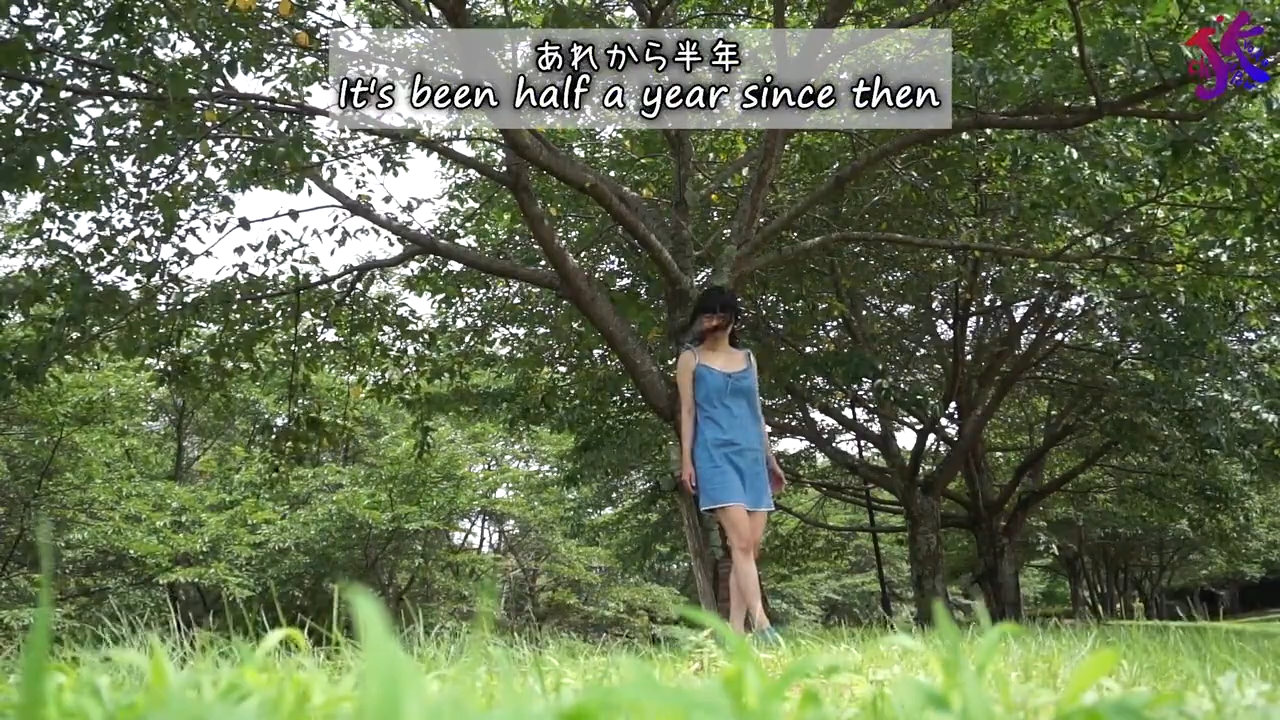 あれから半年
It's been half a year since then